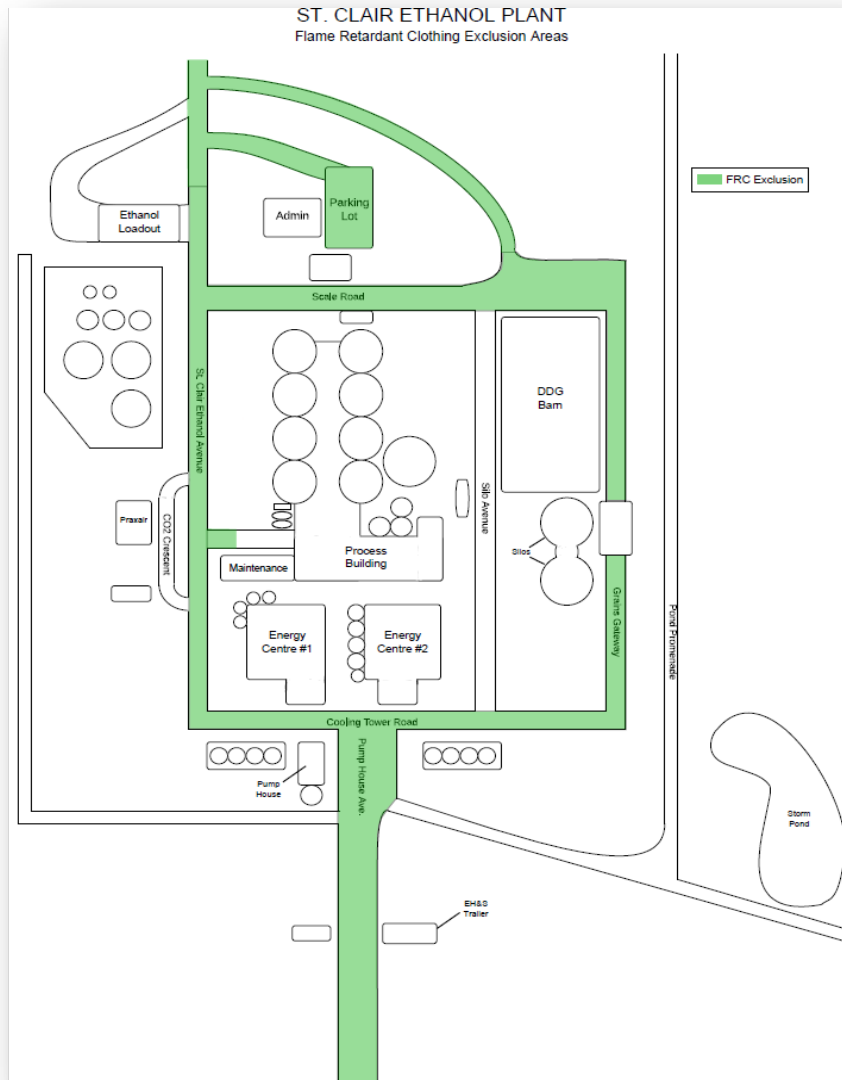 ST. CLAIR ETHANOL PLANT
Flame Retardant Clothing Exclusion Areas
FRC Exclusion
Parking
Lot
Admin
Ethanol
Loadout
Scale Road
St. Clair Ethanol Avenue
DDG
Barn
Silo Avenue
Praxair
CO2 Crescent
Silos
Process
Building
Maintenance
Grains Gateway
Pond Promenade
Energy
Centre #1
Energy
Centre #2
Cooling Tower Road
Pump House Ave.
Pump
House
Storm
Pond
EH&S
Trailer